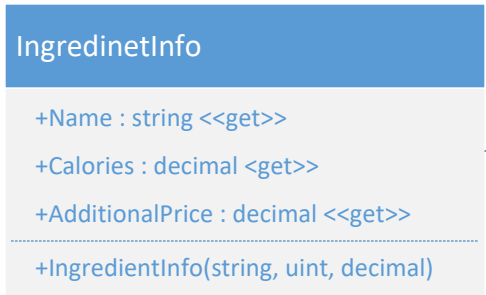 IngredinetInfo
+Name : string <<get>>
+Calories : decimal <get>>
+AdditionalPrice : decimal <<get>>
+IngredientInfo(string, uint, decimal)